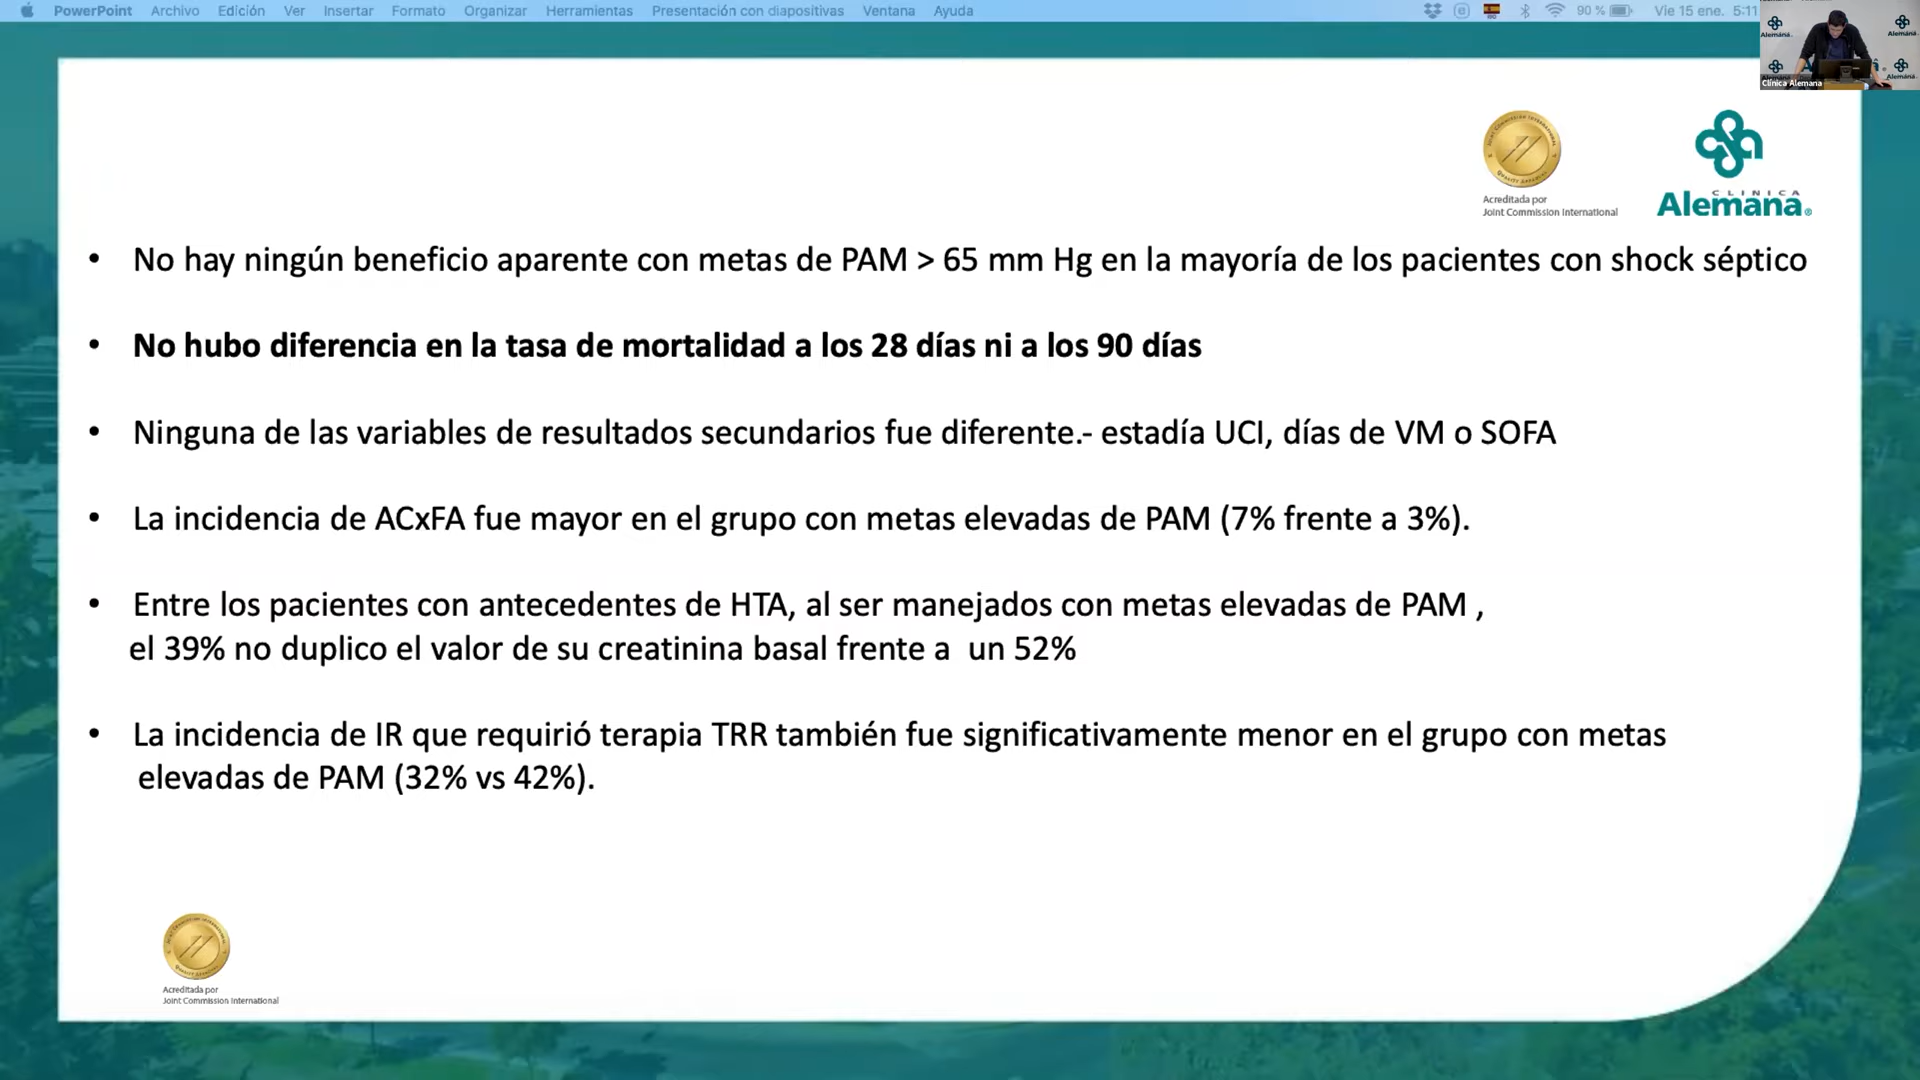 PowerPoint Archivo Edición Ver Insertar Formato Organizar Herramientas Presentación con diapositivas Ventana Ayuda 90 % Vie 15 ene. 5:11
Alemana. Alemana.
Alemana. Alemana.
Clínica Alemana
Acreditada por
Joint Commission International
CLINICA
Alemana®
• No hay ningún beneficio aparente con metas de PAM > 65 mm Hg en la mayoría de los pacientes con shock séptico
• No hubo diferencia en la tasa de mortalidad a los 28 días ni a los 90 días
• Ninguna de las variables de resultados secundarios fue diferente.- estadía UCI, días de VM o SOFA
• La incidencia de ACxFA fue mayor en el grupo con metas elevadas de PAM (7% frente a 3%).
• Entre los pacientes con antecedentes de HTA, al ser manejados con metas elevadas de PAM ,
el 39% no duplico el valor de su creatinina basal frente a un 52%
• La incidencia de IR que requirió terapia TRR también fue significativamente menor en el grupo con metas
elevadas de PAM (32% vs 42%).
Acreditada por
Joint Commission International